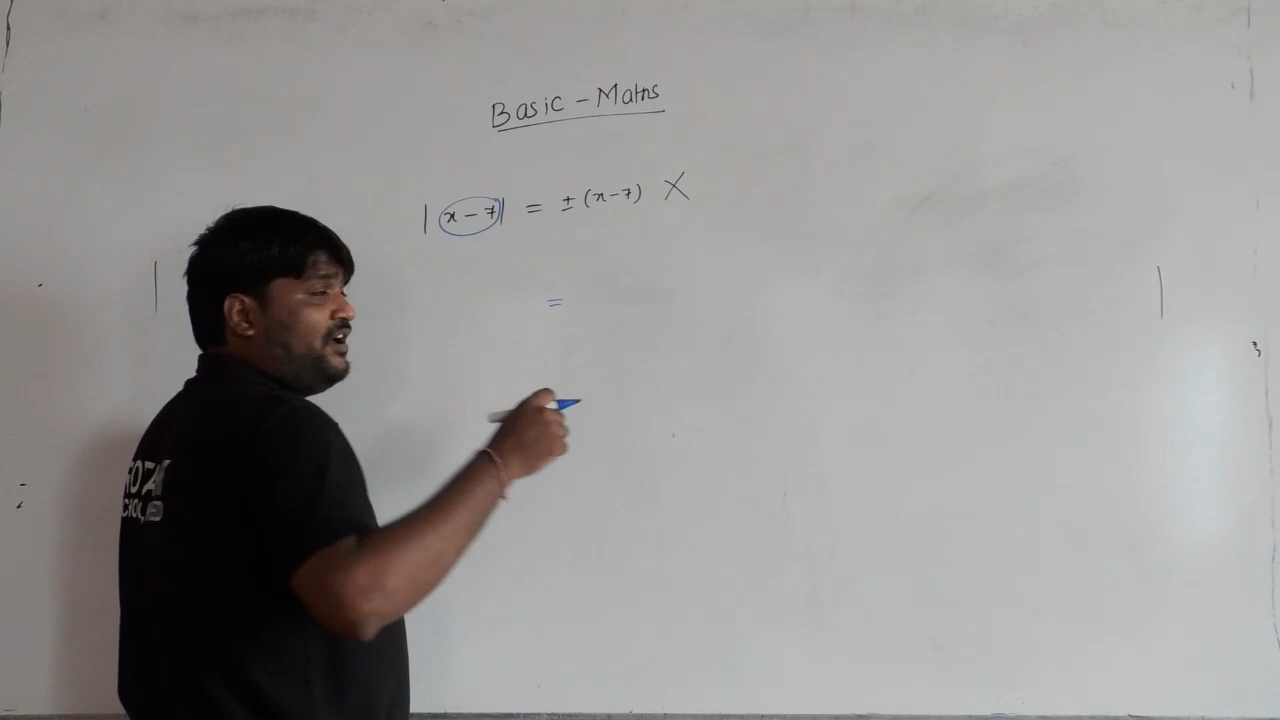 Basic - Maths
|x-7| = ±(x-7) X
=